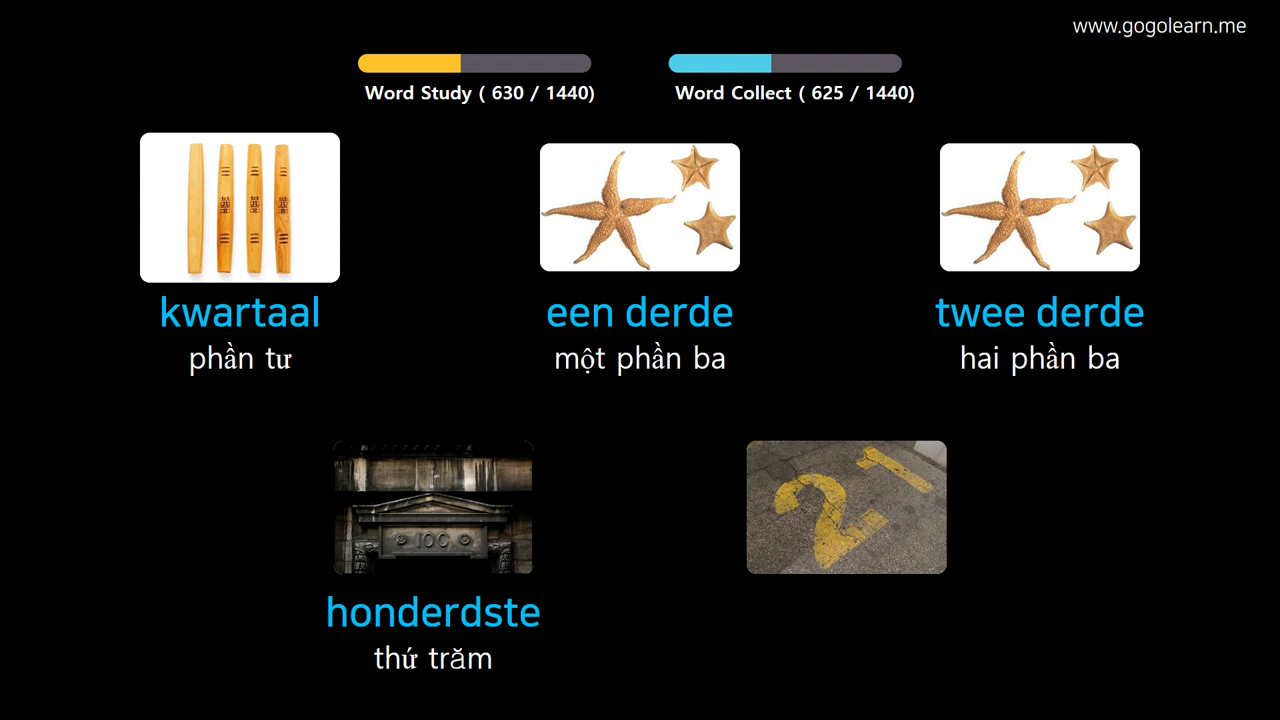 www.gogolearn.me
Word Study ( 630 / 1440)
Word Collect ( 625 / 1440)
kwartaal
phần tư
een derde
một phần ba
twee derde
hai phần ba
100
21
honderdste
thứ trăm